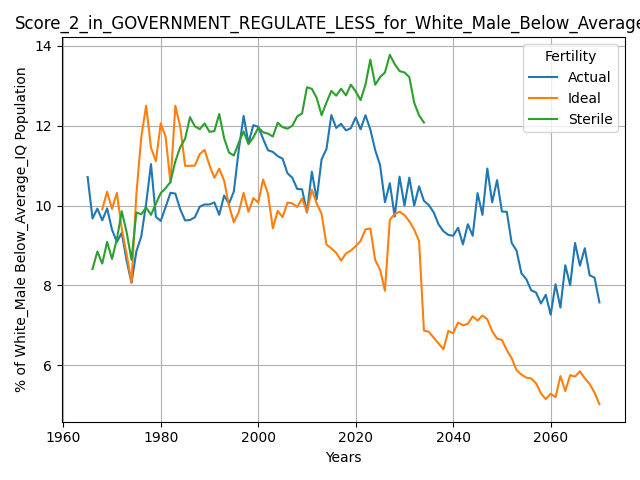 Score_2_in_GOVERNMENT_REGULATE_LESS_for_White_Male_Below_Average
14
12
10
8
6
% of White_Male Below_Average_IQ Population
Fertility
Actual
Ideal
Sterile
1960
1980
2000
2020
2040
2060
Years